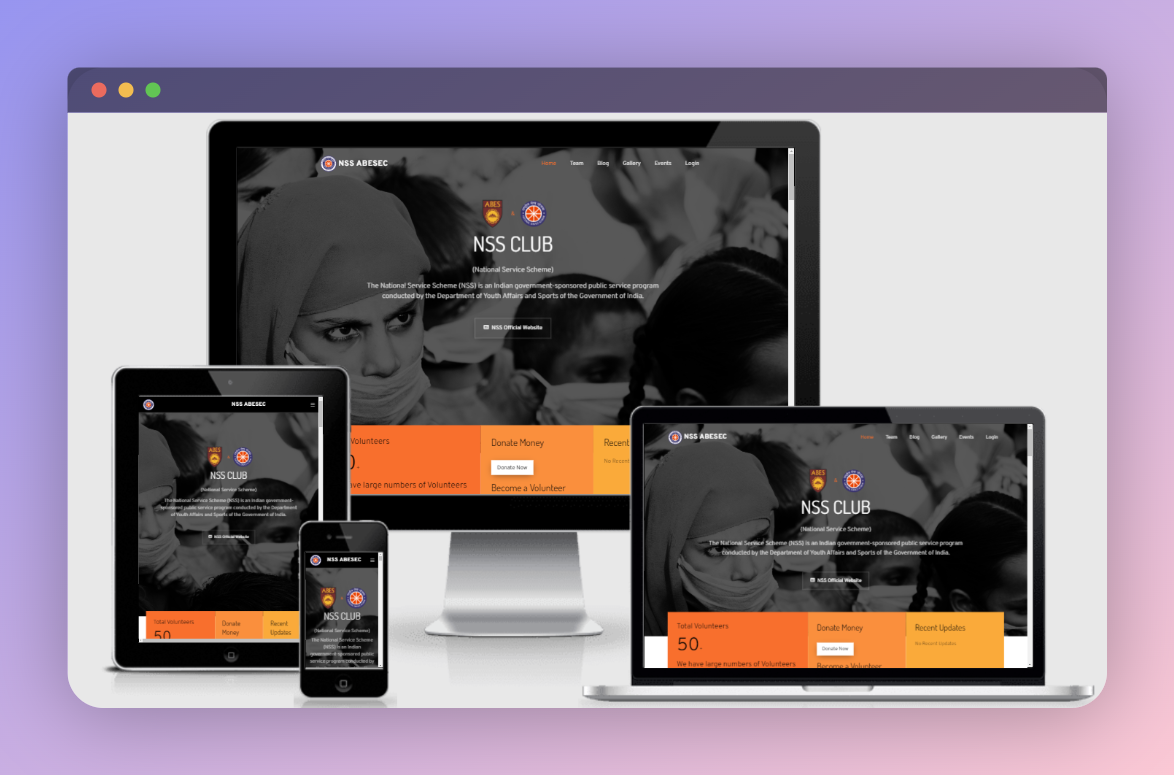 NSS ABESEC
Home Team Blog Gallery Events Login
ABES
&
NSS CLUB
(National Service Scheme)
The National Service Scheme (NSS) is an Indian government-sponsored public service program
conducted by the Department of Youth Affairs and Sports of the Government of India.
NSS Official Website
Volunteers
Donate Money
Recent
Donate Now
No Recent
have large numbers of Volunteers
Become a Volunteer
NSS ABESEC
ABES
&
NSS CLUB
(National Service Scheme)
The National Service Scheme (NSS) is an Indian government-
sponsored public service program conducted by the Department
of Youth Affairs and Sports of the Government of India.
NSS Official Website
Total Volunteers
50
Donate
Money
Recent
Updates
NSS ABESEC
ABES
&
NSS CLUB
(National Service Scheme)
The National Service Scheme
(NSS) is an Indian
government-sponsored public
service program conducted by
NSS ABESEC
Home Team Blog Gallery Events Login
ABES
&
NSS CLUB
(National Service Scheme)
The National Service Scheme (NSS) is an Indian government-sponsored public service program
conducted by the Department of Youth Affairs and Sports of the Government of India.
NSS Official Website
Total Volunteers
50.
We have large numbers of Volunteers
Donate Money
Donate Now
Become a Volunteer
Recent Updates
No Recent Updates